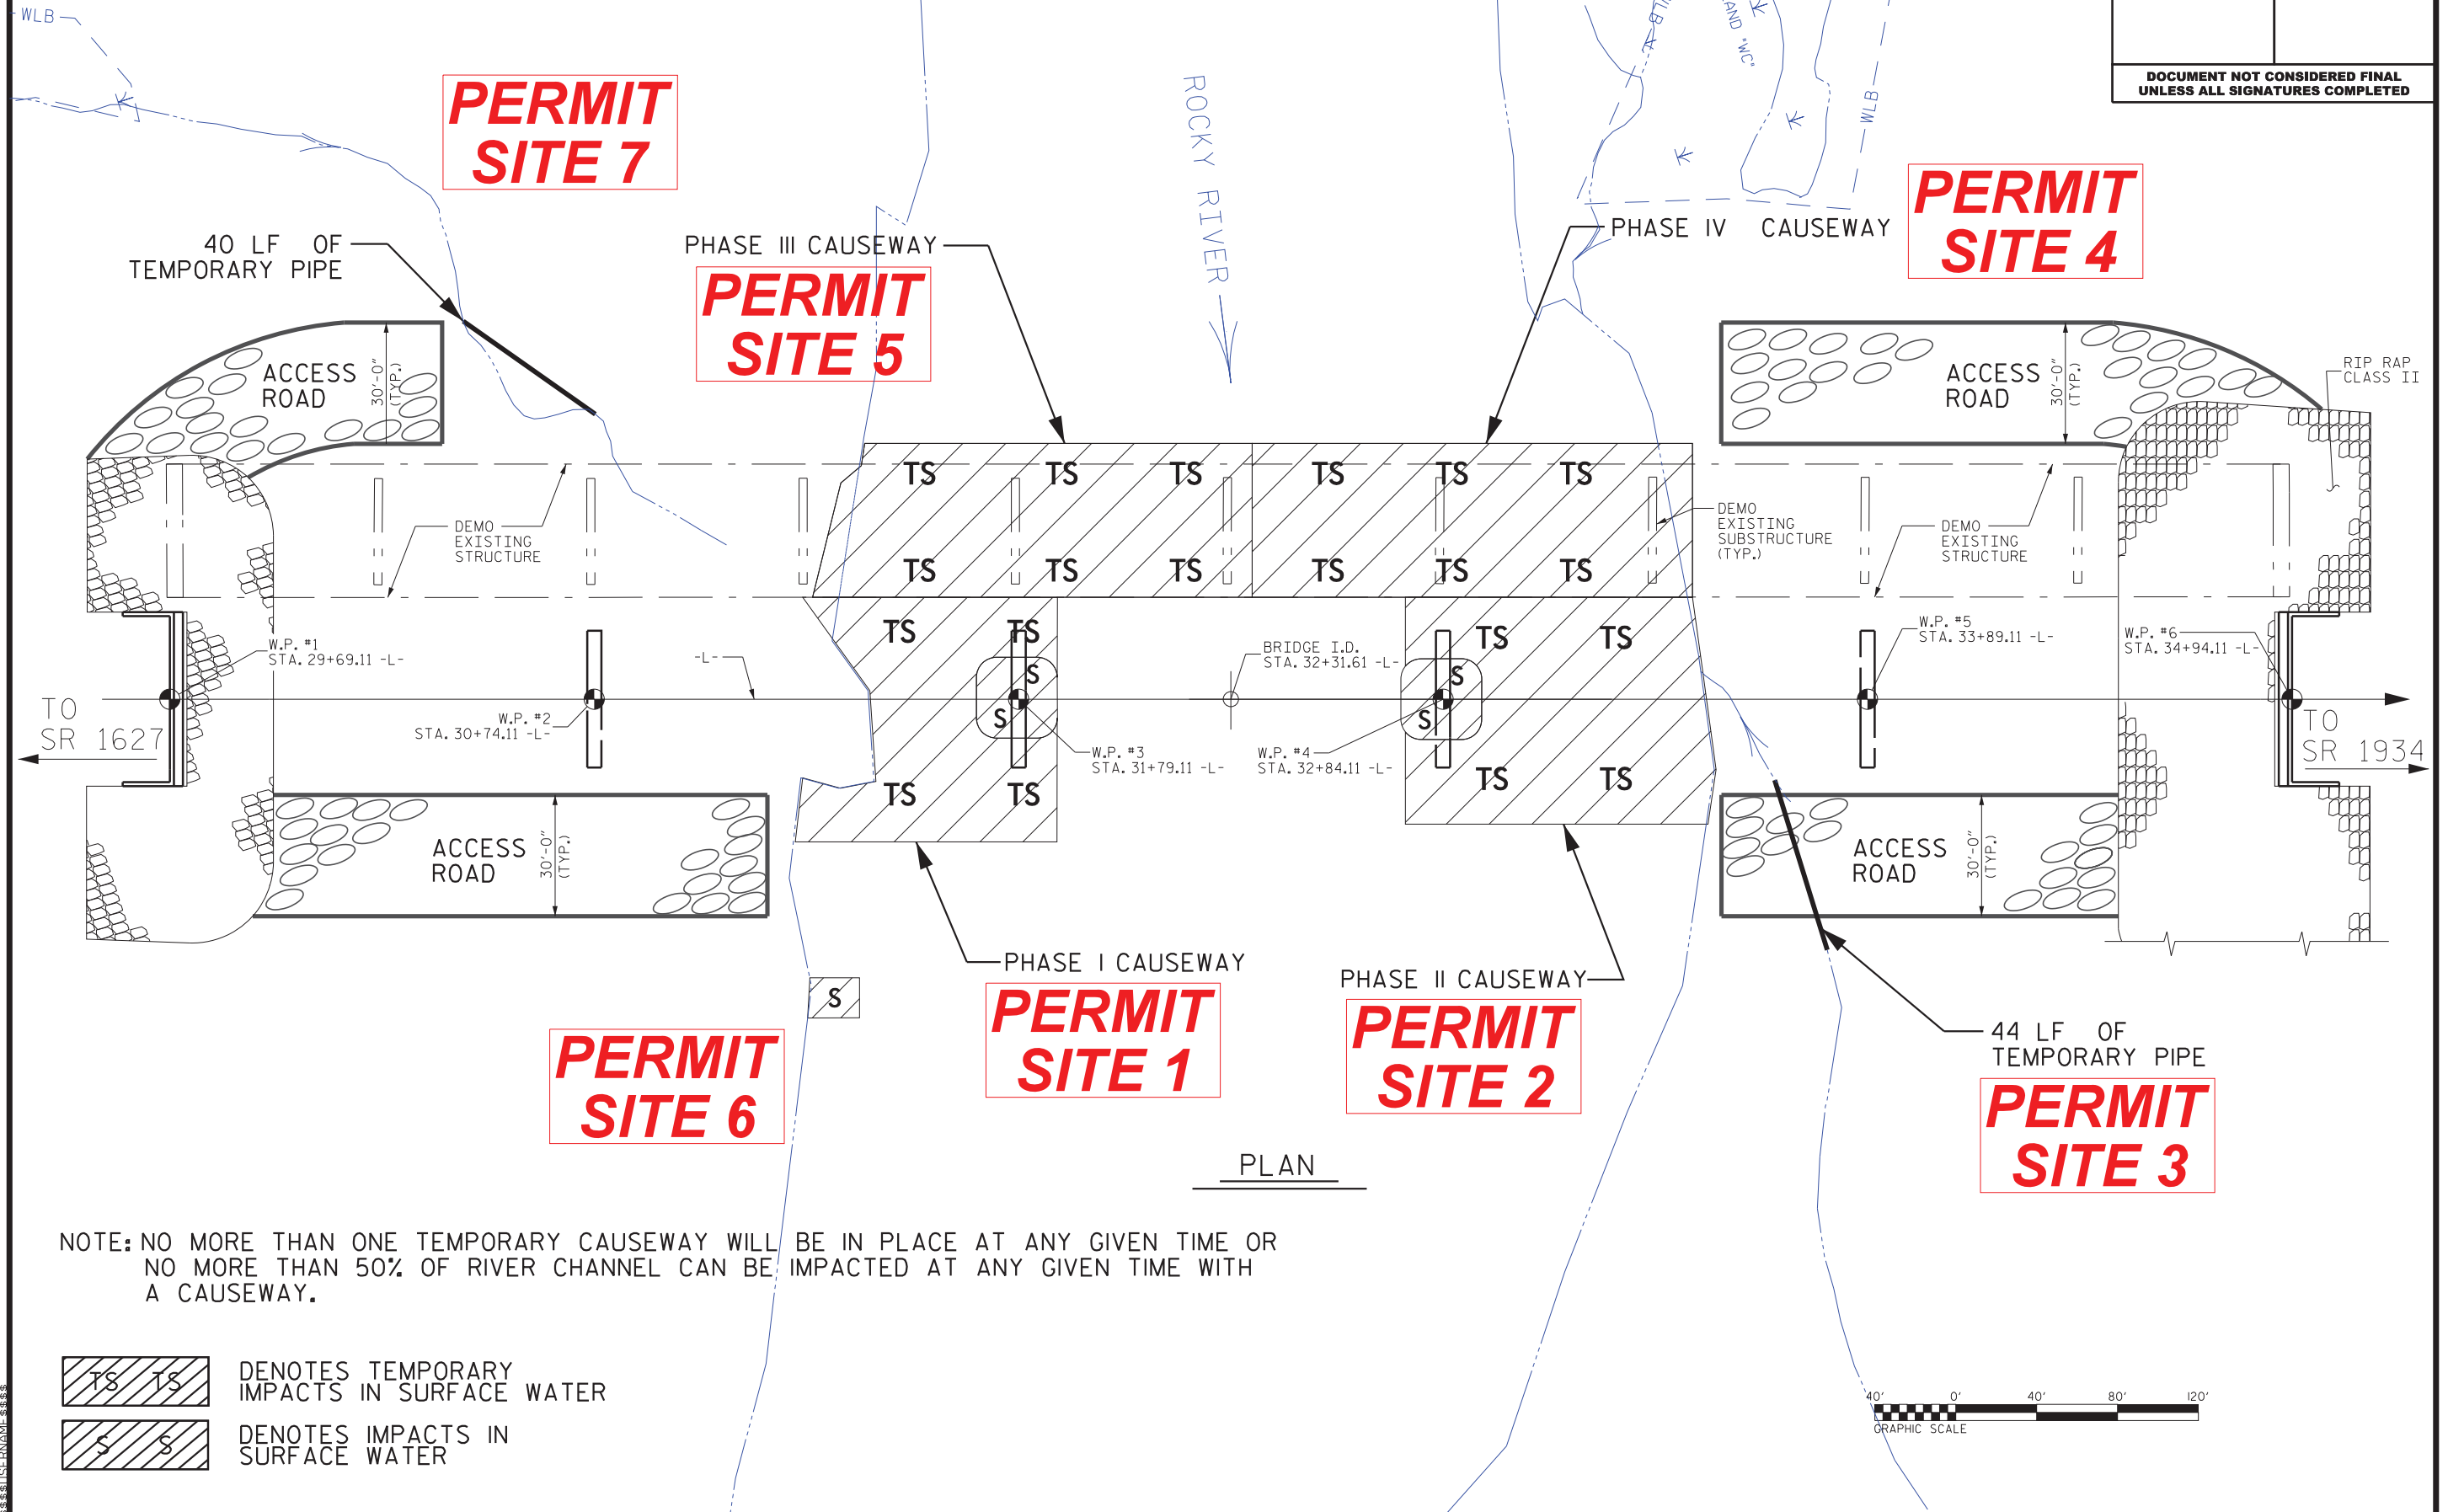 WLB
PERMIT
SITE 7
ROCKY RIVER
WLB
AND "WC"
WLB
DOCUMENT NOT CONSIDERED FINAL
UNLESS ALL SIGNATURES COMPLETED
PERMIT
SITE 4
40 LF OF
TEMPORARY PIPE
PHASE III CAUSEWAY
PERMIT
SITE 5
PHASE IV CAUSEWAY
ACCESS
ROAD
30'-0"
(TYP.)
ACCESS
ROAD
30'-0"
(TYP.)
RIP RAP
CLASS II
TS TS TS TS TS TS
DEMO
EXISTING
STRUCTURE
DEMO
EXISTING
SUBSTRUCTURE
(TYP.)
DEMO
EXISTING
STRUCTURE
TS TS TS TS TS TS
W.P. #1
STA. 29+69.11 -L-
-L-
TS TS
S
BRIDGE I.D.
STA. 32+31.61 -L-
TS TS
S
W.P. #5
STA. 33+89.11 -L-
W.P. #6
STA. 34+94.11 -L-
TO
SR 1627
W.P. #2
STA. 30+74.11 -L-
S
W.P. #3
STA. 31+79.11 -L-
W.P. #4
STA. 32+84.11 -L-
S
TO
SR 1934
TS TS
TS TS
ACCESS
ROAD
30'-0"
(TYP.)
ACCESS
ROAD
30'-0"
(TYP.)
PHASE I CAUSEWAY
PERMIT
SITE 1
PHASE II CAUSEWAY
PERMIT
SITE 2
S
PERMIT
SITE 6
44 LF OF
TEMPORARY PIPE
PERMIT
SITE 3
PLAN
NOTE: NO MORE THAN ONE TEMPORARY CAUSEWAY WILL BE IN PLACE AT ANY GIVEN TIME OR
NO MORE THAN 50% OF RIVER CHANNEL CAN BE IMPACTED AT ANY GIVEN TIME WITH
A CAUSEWAY.
TS TS
DENOTES TEMPORARY
IMPACTS IN SURFACE WATER
S S
DENOTES IMPACTS IN
SURFACE WATER
40' 0' 40' 80' 120'
GRAPHIC SCALE